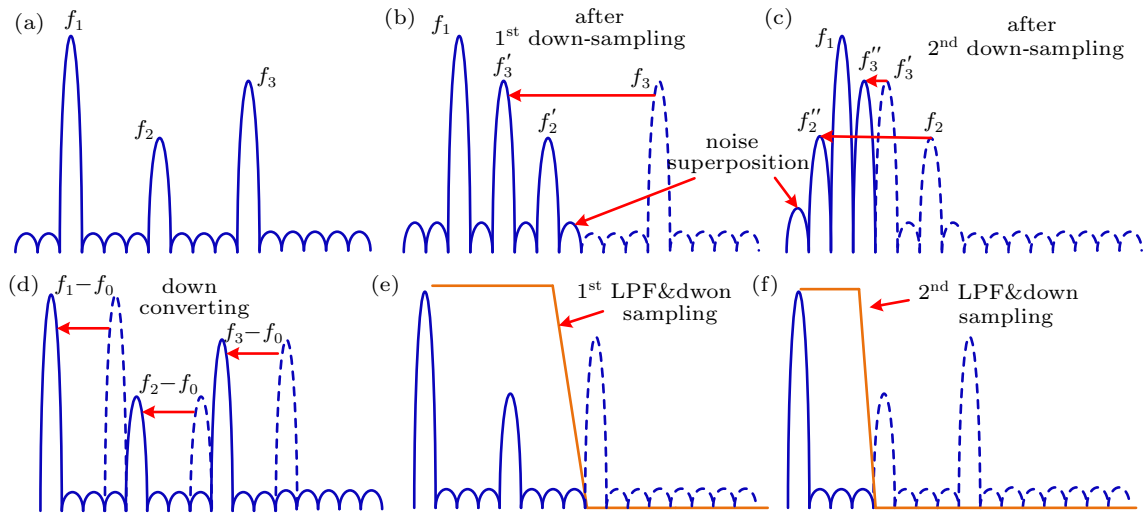 (a)
f1
f2
f3
(b)
after
1st down-sampling
f1
f3′
f2′
f3
noise
superposition
(c)
after
2nd down-sampling
f1
f3″
f3′
f2″
f2
(d)
down
converting
f1−f0
f2−f0
f3−f0
(e)
1st LPF&dwon
sampling
(f)
2nd LPF&down
sampling